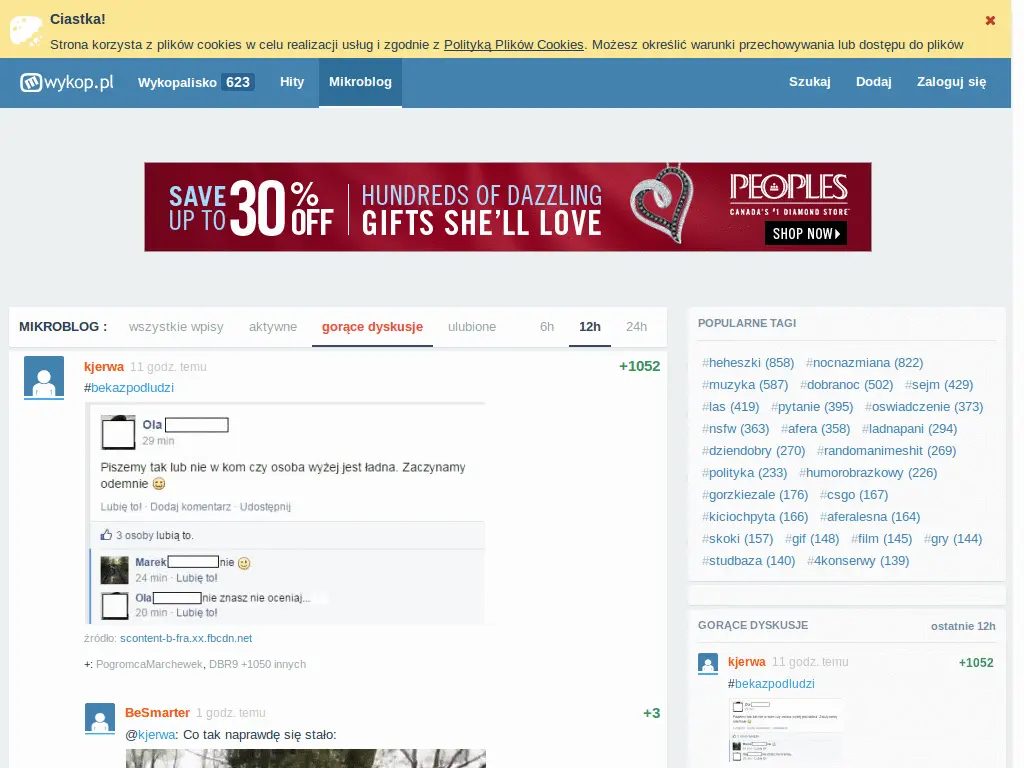 Ciastka!
Strona korzysta z plików cookies w celu realizacji usług i zgodnie z Polityką Plików Cookies. Możesz określić warunki przechowywania lub dostępu do plików
wykop.pl Wykopalisko 623 Hity Mikroblog Szukaj Dodaj Zaloguj się
SAVE UP TO 30% OFF
HUNDREDS OF DAZZLING
GIFTS SHE'LL LOVE
PEOPLES
CANADA'S #1 DIAMOND STORE
SHOP NOW
MIKROBLOG : wszystkie wpisy aktywne gorące dyskusje ulubione 6h 12h 24h
kjerwa 11 godz. temu +1052
#bekazpodludzi
Ola
29 min
Piszemy tak lub nie w kom czy osoba wyżej jest ładna. Zaczynamy
odemnie
Lubię to! · Dodaj komentarz · Udostępnij
3 osoby lubią to.
Marek nie
24 min · Lubię to!
Ola nie znasz nie oceniaj...
20 min · Lubię to!
źródło: scontent-b-fra.xx.fbcdn.net
+: PogromcaMarchewek, DBR9 +1050 innych
BeSmarter 1 godz. temu +3
@kjerwa: Co tak naprawdę się stało:
POPULARNE TAGI
#heheszki (858) #nocnazmiana (822)
#muzyka (587) #dobranoc (502) #sejm (429)
#las (419) #pytanie (395) #oswiadczenie (373)
#nsfw (363) #afera (358) #ladnapani (294)
#dziendobry (270) #randomanimeshit (269)
#polityka (233) #humorobrazkowy (226)
#gorzkiezale (176) #csgo (167)
#kiciochpyta (166) #aferalesna (164)
#skoki (157) #gif (148) #film (145) #gry (144)
#studbaza (140) #4konserwy (139)
GORĄCE DYSKUSJE ostatnie 12h
kjerwa 11 godz. temu +1052
#bekazpodludzi